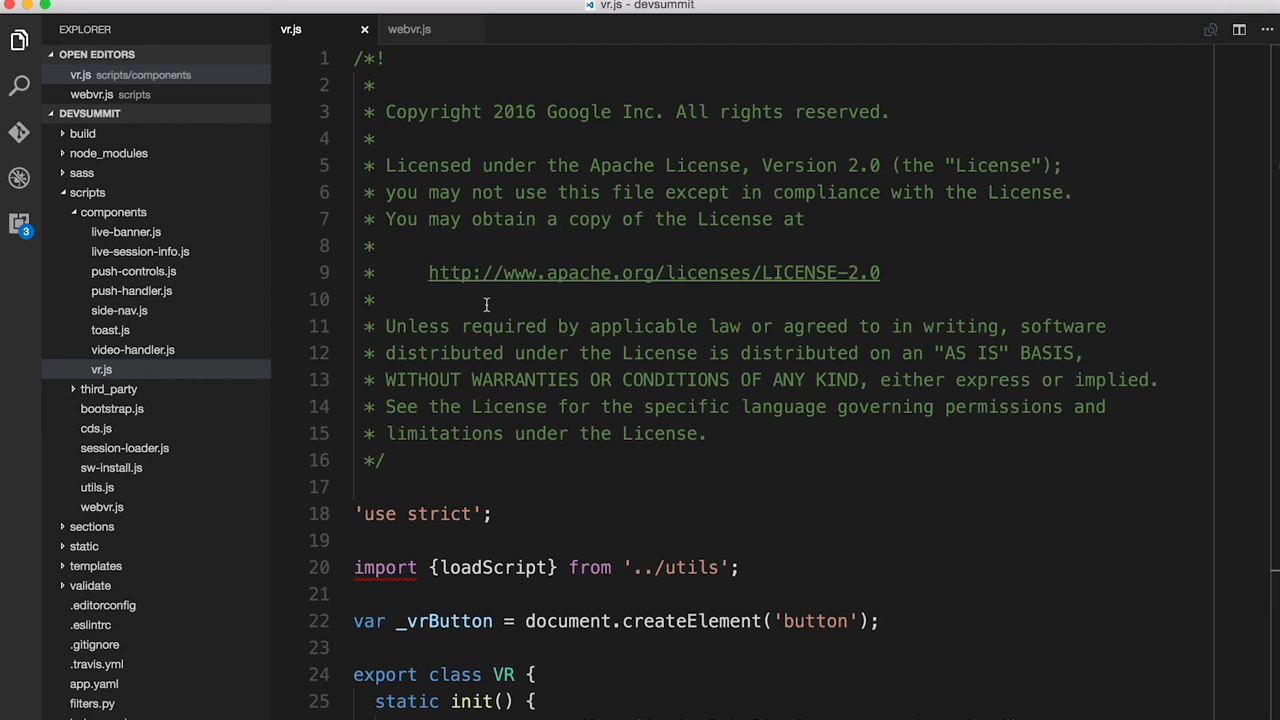 vr.js - devsummit
EXPLORER
OPEN EDITORS
vr.js scripts/components
webvr.js scripts
DEVSUMMIT
build
node_modules
sass
scripts
components
live-banner.js
live-session-info.js
push-controls.js
push-handler.js
side-nav.js
toast.js
video-handler.js
vr.js
third_party
bootstrap.js
cds.js
session-loader.js
sw-install.js
utils.js
webvr.js
sections
static
templates
validate
.editorconfig
.eslintrc
.gitignore
.travis.yml
app.yaml
filters.py
3
vr.js
webvr.js
1 /*!
2 *
3 * Copyright 2016 Google Inc. All rights reserved.
4 *
5 * Licensed under the Apache License, Version 2.0 (the "License");
6 * you may not use this file except in compliance with the License.
7 * You may obtain a copy of the License at
8 *
9 * http://www.apache.org/licenses/LICENSE-2.0
10 *
11 * Unless required by applicable law or agreed to in writing, software
12 * distributed under the License is distributed on an "AS IS" BASIS,
13 * WITHOUT WARRANTIES OR CONDITIONS OF ANY KIND, either express or implied.
14 * See the License for the specific language governing permissions and
15 * limitations under the License.
16 */
17
18 'use strict';
19
20 import {loadScript} from '../utils';
21
22 var _vrButton = document.createElement('button');
23
24 export class VR {
25 static init() {